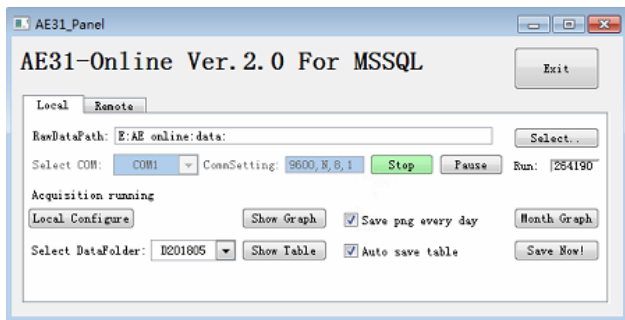 AE31_Panel
AE31-Online Ver.2.0 For MSSQL
Exit
Local Remote
RawDataPath: E:AE online:data: Select..
Select COM: COM1 CommSetting: 9600,N,8,1 Stop Pause Run: 264190
Acquisition running
Local Configure Show Graph Save png every day Month Graph
Select DataFolder: D201805 Show Table Auto save table Save Now!